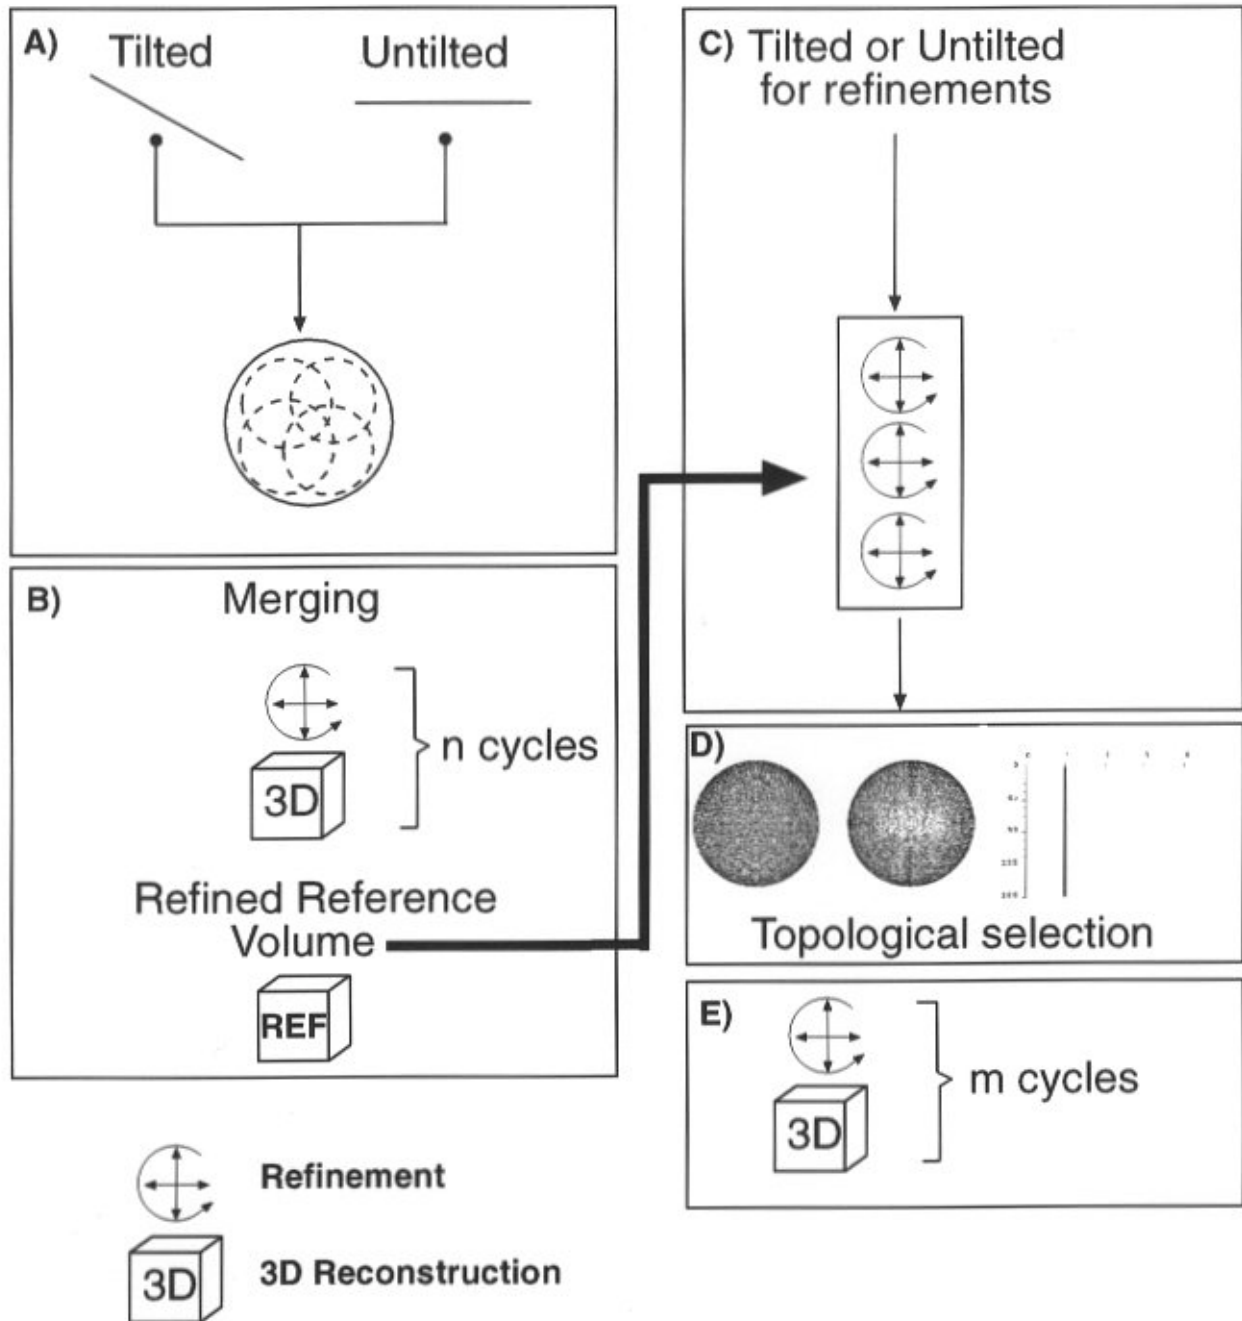 A)
Tilted
Untilted
B)
Merging
3D
n cycles
Refined Reference
Volume
REF
Refinement
3D
3D Reconstruction
C) Tilted or Untilted
for refinements
D)
Topological selection
E)
3D
m cycles